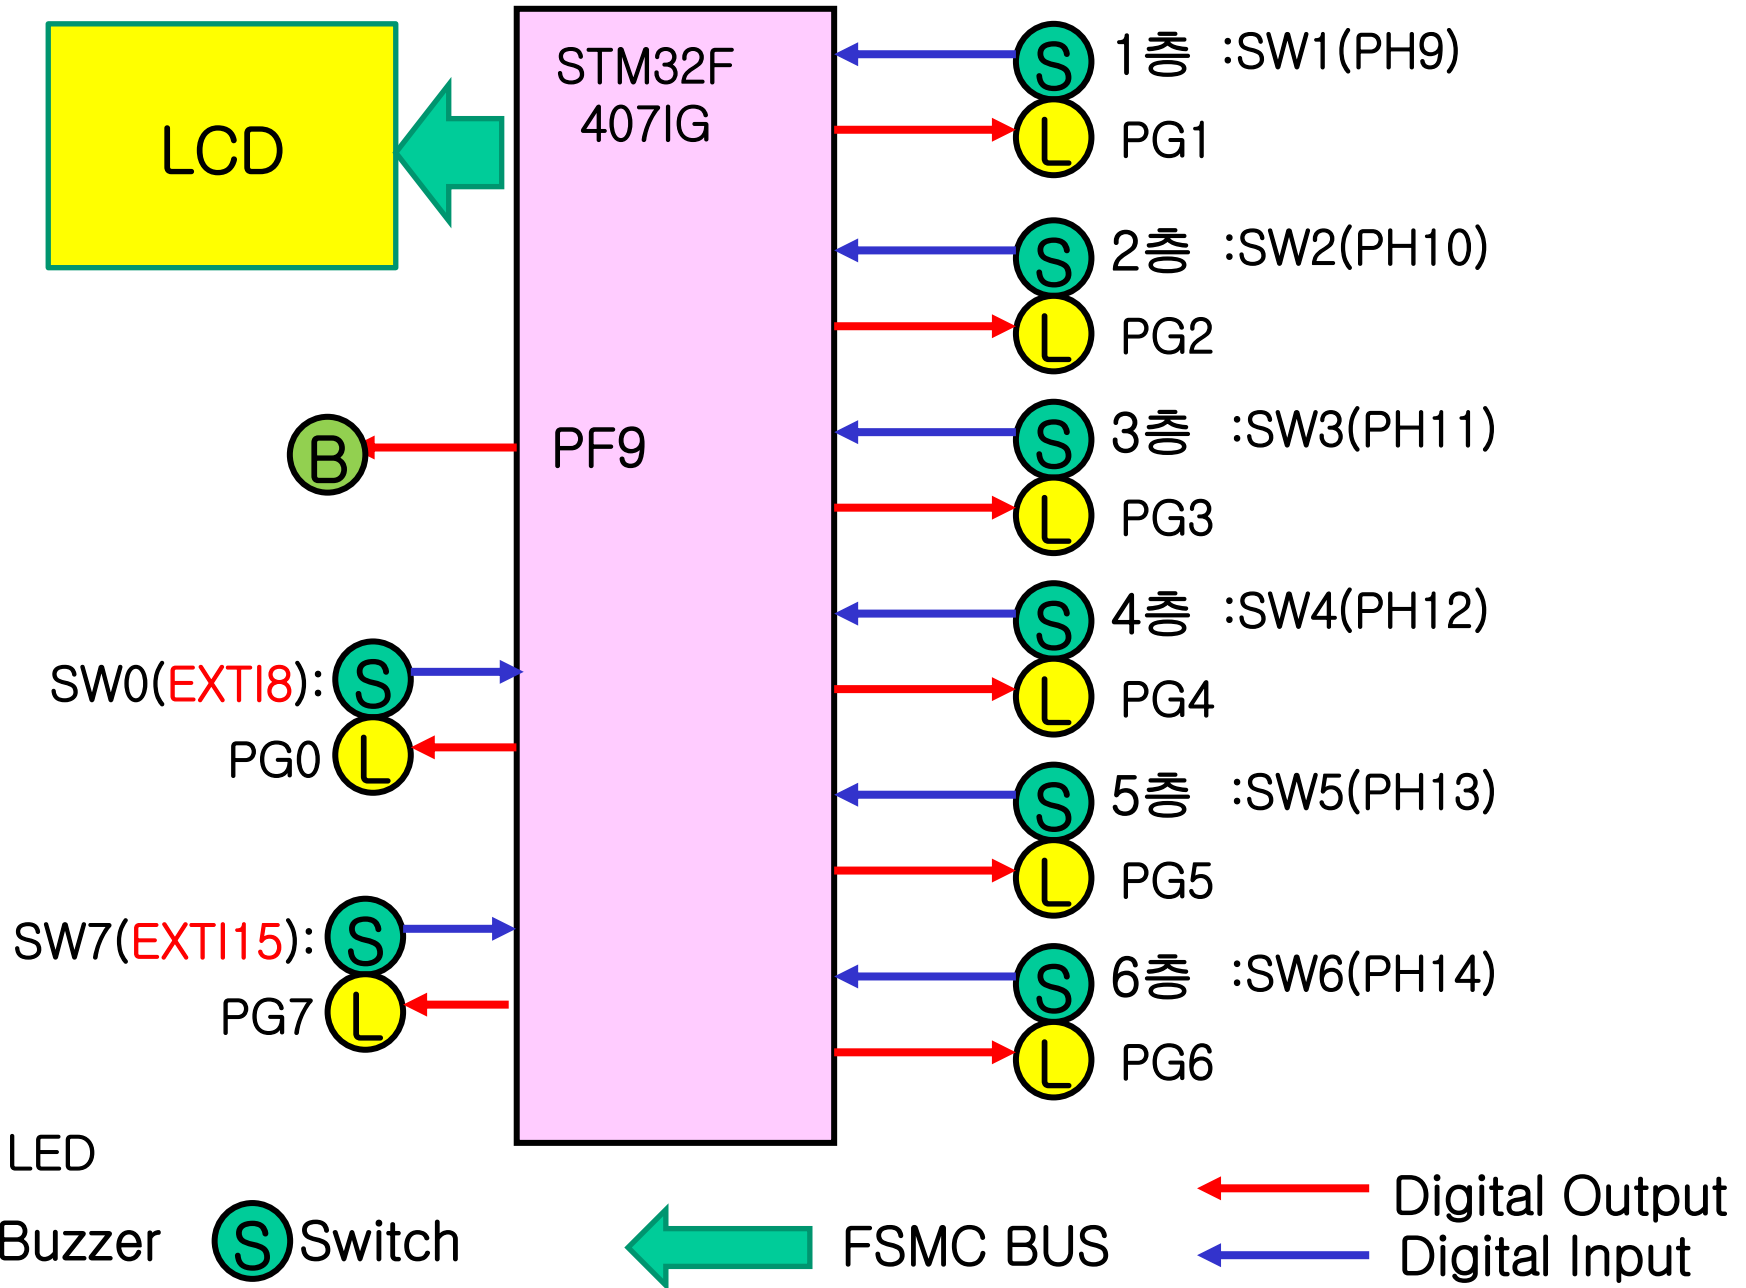 LCD
STM32F
407IG
PF9
B
SW0(EXTI8):
S
PG0
L
SW7(EXTI15):
S
PG7
L
S
1층 :SW1(PH9)
L
PG1
S
2층 :SW2(PH10)
L
PG2
S
3층 :SW3(PH11)
L
PG3
S
4층 :SW4(PH12)
L
PG4
S
5층 :SW5(PH13)
L
PG5
S
6층 :SW6(PH14)
L
PG6
LED
Buzzer
S
Switch
FSMC BUS
Digital Output
Digital Input